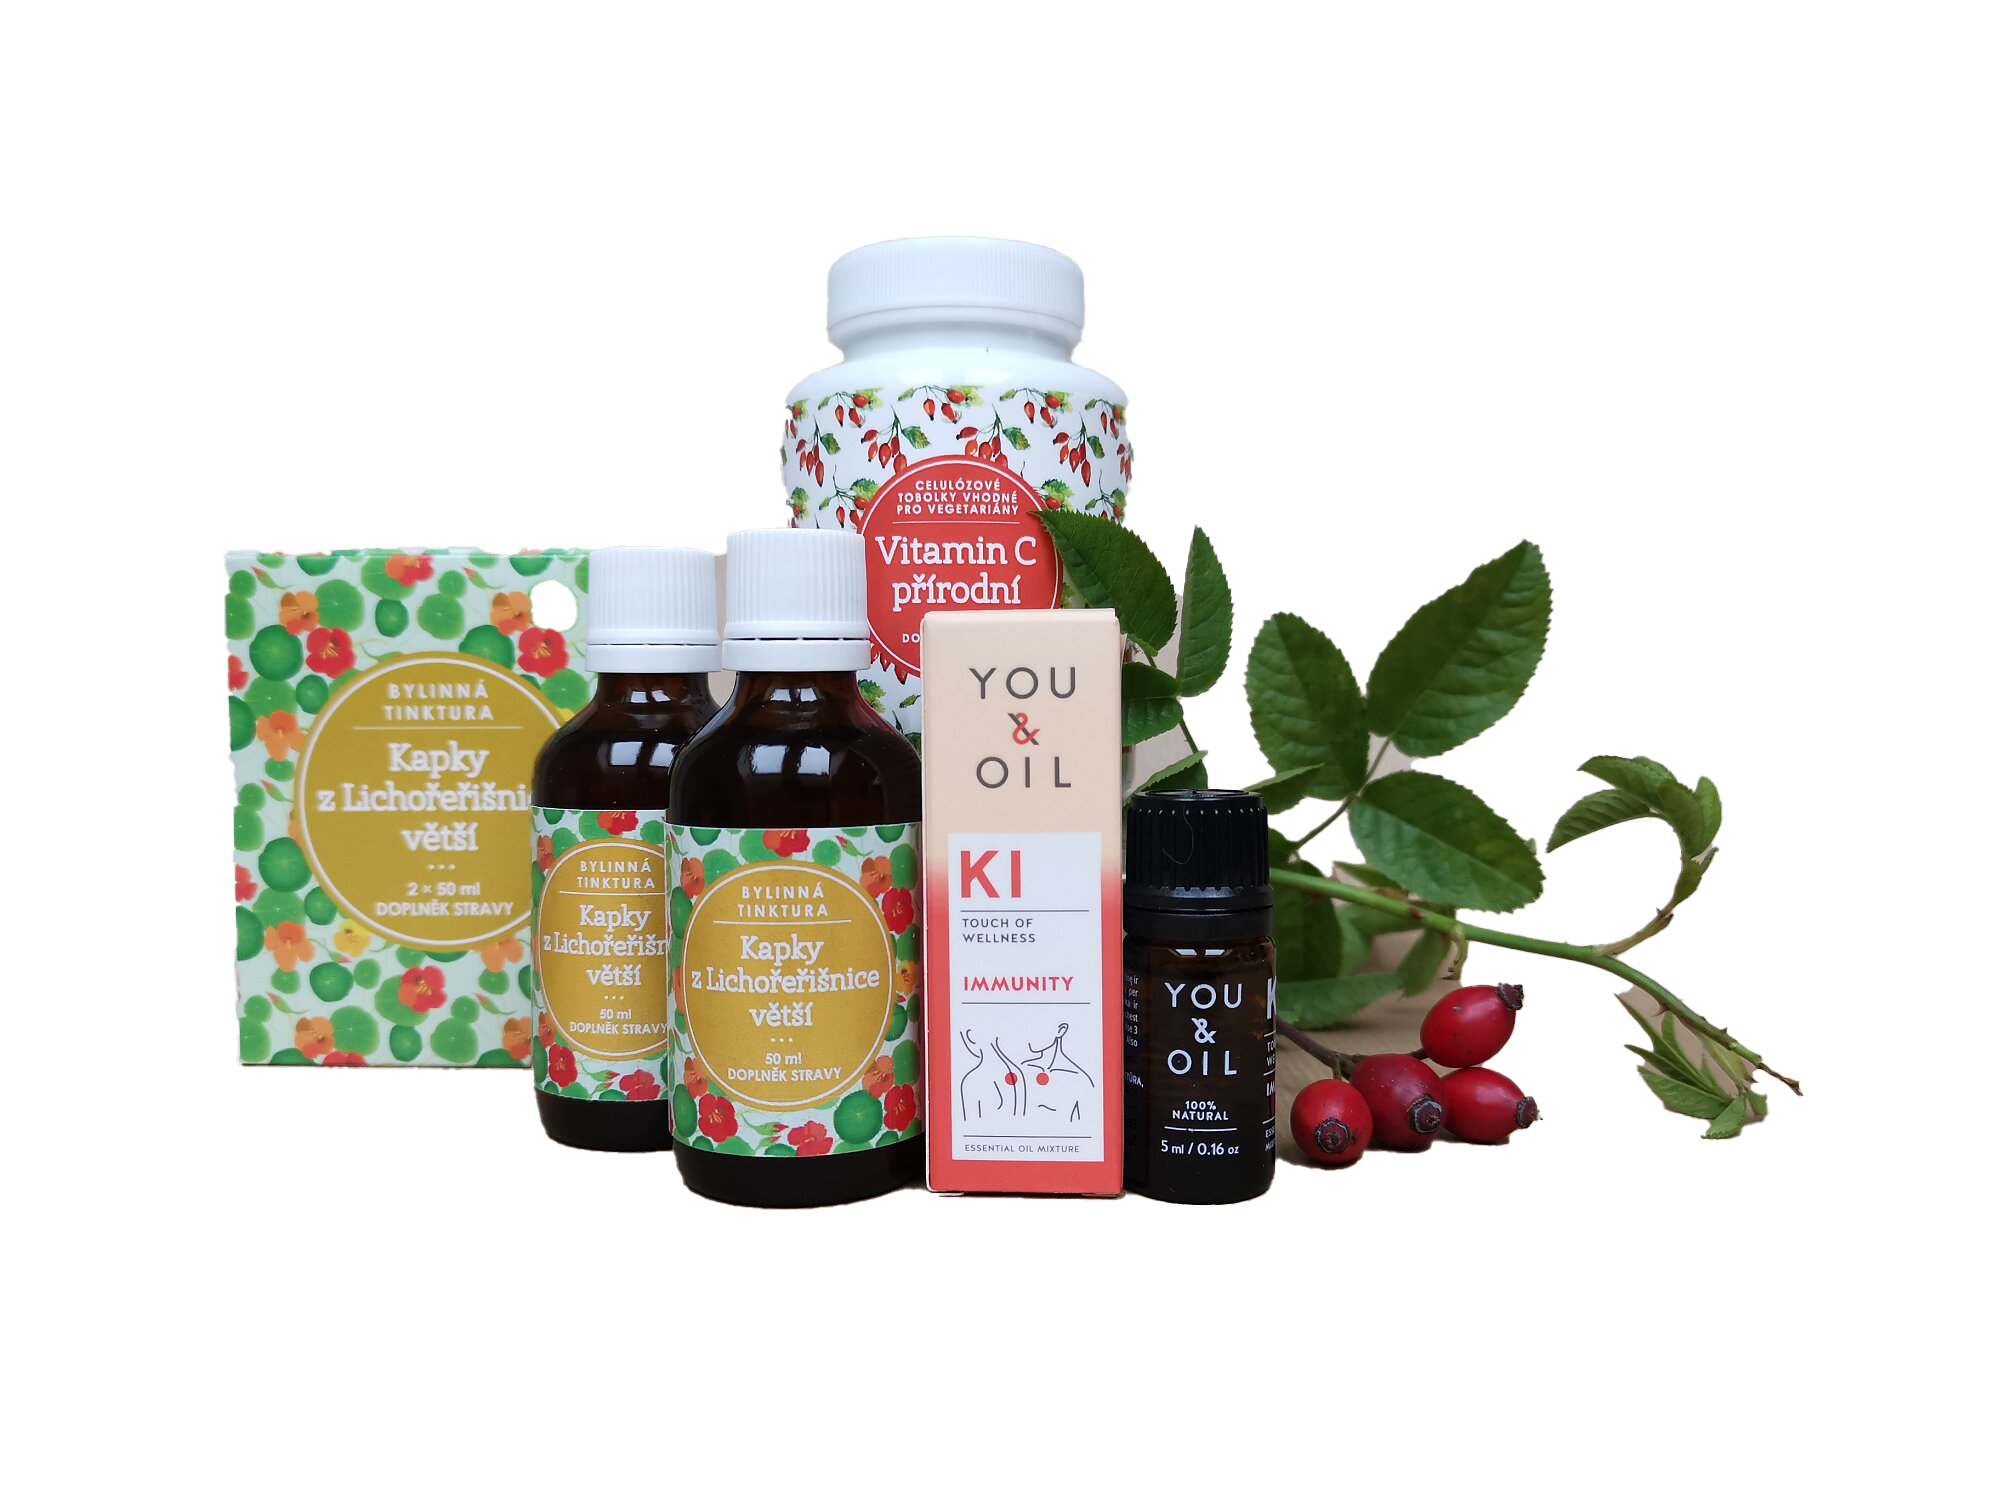 CELULÓZOVÉ
TOBOLKY VHODNÉ
PRO VEGETARIÁNY
Vitamin C
přírodní
BYLINNÁ
TINKTURA
Kapky
z
větší
2 × 50 ml
DOPLNĚK STRAVY
BYLINNÁ
TINKTURA
Kapky
z
větší
50 ml
DOPLNĚK STRAVY
BYLINNÁ
TINKTURA
Kapky
z Lichořeřišnice
větší
50 ml
DOPLNĚK STRAVY
YOU
&
OIL
KI
TOUCH OF
WELLNESS
IMMUNITY
ESSENTIAL OIL MIXTURE
YOU
&
OIL
100%
NATURAL
5 ml / 0.16 oz